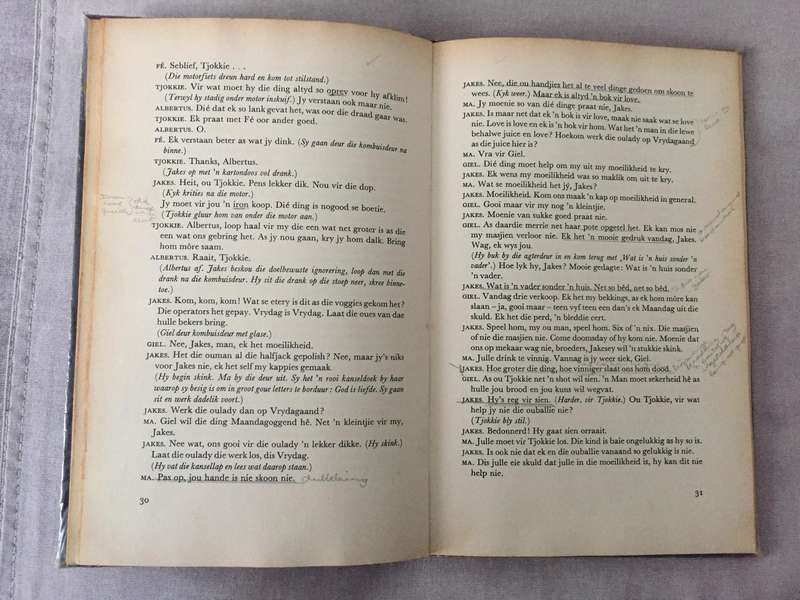 FÉ. Seblief, Tjokkie . . .
(Die motorfiets dreun hard en kom tot stilstand.)
TJOKKIE. Vir wat moet hy die ding altyd so oprev voor hy afklim!
(Terwyl hy stadig onder motor inskuif.) Jy verstaan ook maar nie.
ALBERTUS. Dié dat ek so lank gevat het, was oor die draad gaar was.
TJOKKIE. Ek praat met Fé oor ander goed.
ALBERTUS. O.
FÉ. Ek verstaan beter as wat jy dink. (Sy gaan deur die kombuisdeur na
binne.)
TJOKKIE. Thanks, Albertus.
(Jakes op met 'n kartondoos vol drank.)
JAKES. Heit, ou Tjokkie. Pens lekker dik. Nou vir die dop.
(Kyk krities na die motor.)
Jy moet vir jou 'n iron koop. Dié ding is nogoud se boetie.
(Tjokkie gluur hom van onder die motor aan.)
TJOKKIE. Albertus, loop haal vir my die een wat net groter is as die
een wat ons gebring het. As jy nou gaan, kry jy hom dalk. Bring
hom môre saam.
ALBERTUS. Raait, Tjokkie.
(Albertus af. Jakes beskou die doelbewuste ignorering, loop dan met die
drank na die kombuisdeur. Hy sit die drank op die stoep neer, skree binne-
toe.)
JAKES. Kom, kom, kom! Wat se etery is dit as die voggies gekom het?
Die operators het gepay. Vrydag is Vrydag. Laat die oues van dae
hulle bekers bring.
(Giel deur kombuisdeur met glase.)
GIEL. Nee, Jakes, man, ek het moeilikheid.
JAKES. Het die ouman al die halfjack gepolish? Nee, maar jy's niks
voor Jakes nie, ek het self my kappies gemaak.
(Hy begin skink. Ma by die deur uit. Sy het 'n rooi kanseldoek by haar
waarop sy besig is om in groot goue letters te borduur: God is liefde. Sy gaan
sit en werk dadelik voort.)
JAKES. Werk die oulady dan op Vrydagaand?
MA. Giel wil die ding Maandagoggend hê. Net 'n kleintjie vir my,
Jakes.
JAKES. Nee wat, ons gooi vir die oulady 'n lekker dikke. (Hy skink.)
Laat die oulady die werk los, dis Vrydag.
(Hy vat die kansellap en lees wat daarop staan.)
MA. Pas op, jou hande is nie skoon nie. dubbelsinnig
30
JAKES. Nee, die ou handjies het al te veel dinge gedoen om skoon te
wees. (Kyk weer.) Maar ek is altyd 'n bok vir love.
MA. Jy moenie so van dié dinge praat nie, Jakes.
JAKES. Is maar net dat ek 'n bok is vir love, maak nie saak wat se love
nie. Love is love en ek is 'n bok vir hom. Wat het 'n man in die lewe
behalwe juice en love? Hoekom werk die oulady op Vrydagaand
as die juice hier is?
MA. Vra vir Giel.
GIEL. Dié ding moet help om my uit my moeilikheid te kry.
JAKES. Ek wens my moeilikheid was so maklik om uit te kry.
MA. Wat se moeilikheid het jý, Jakes?
JAKES. Moeilikheid. Kom ons maak 'n kap op moeilikheid in general.
GIEL. Gooi maar vir my nog 'n kleintjie.
JAKES. Moenie van sukke goed praat nie.
GIEL. As daardie merrie net haar pote opgetel het. Ek kan mos nie
my masjien verloor nie. Ek het 'n mooie gedruk vandag, Jakes.
Wag, ek wys jou.
(Hy buk by die agterdeur in en kom terug met ,Wat is 'n huis sonder 'n
vader'.) Hoe lyk hy, Jakes? Mooie gedagte: Wat is 'n huis sonder
'n vader.
JAKES. Wat is 'n vader sonder 'n huis. Net so bêd, net so bêd.
GIEL. Vandag drie verkoop. Ek het my bekkings, as ek hom môre kan
slaan – ja, gooi maar – teen vyf teen een dan's ek Maandag uit die
skuld. Ek het die perd, 'n bleddie cert.
JAKES. Speel hom, my ou man, speel hom. Six of 'n nix. Die masjien
of nie die masjien nie. Come doomsday of hy kom nie. Moenie dat
ons op mekaar wag nie, broeders, Jakesey wil 'n stukkie skink.
MA. Julle drink te vinnig. Vannag is jy weer siek, Giel.
JAKES. Hoe groter die ding, hoe vinniger slaat ons hom dood.
GIEL. As ou Tjokkie net 'n shot wil sien. 'n Man moet sekerheid hê as
hulle jou brood en jou kuns wil wegvat.
JAKES. Hy's reg vir sien. (Harder, vir Tjokkie.) Ou Tjokkie, vir wat
help jy nie die ouballie nie?
(Tjokkie bly stil.)
JAKES. Bedonnerd! Hy gaat sien orraait.
MA. Julle moet vir Tjokkie los. Die kind is baie ongelukkig as hy so is.
JAKES. Is ook nie dat ek en die ouballie vanaand so gelukkig is nie.
MA. Dis julle eie skuld dat julle in die moeilikheid is, hy kan dit nie
help nie.
31